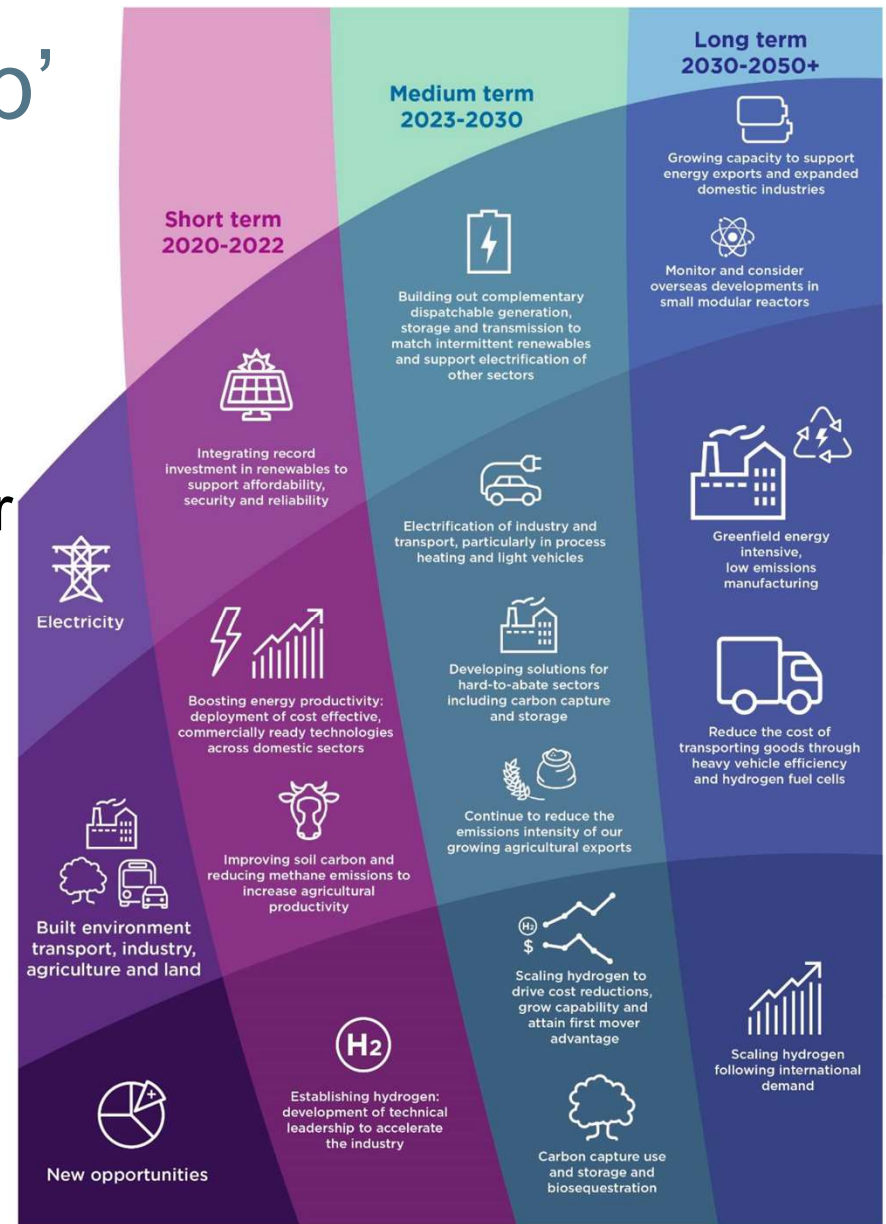 p’
r
Short term
2020-2022
Medium term
2023-2030
Long term
2030-2050+
Electricity
Integrating record
investment in renewables to
support affordability,
security and reliability
Building out complementary
dispatchable generation,
storage and transmission to
match intermittent renewables
and support electrification of
other sectors
Growing capacity to support
energy exports and expanded
domestic industries
Monitor and consider
overseas developments in
small modular reactors
Built environment
transport, industry,
agriculture and land
Boosting energy productivity:
deployment of cost effective,
commercially ready technologies
across domestic sectors
Improving soil carbon and
reducing methane emissions to
increase agricultural
productivity
Electrification of industry and
transport, particularly in process
heating and light vehicles
Developing solutions for
hard-to-abate sectors
including carbon capture
and storage
Continue to reduce the
emissions intensity of our
growing agricultural exports
Greenfield energy
intensive,
low emissions
manufacturing
Reduce the cost of
transporting goods through
heavy vehicle efficiency
and hydrogen fuel cells
New opportunities
H2
Establishing hydrogen:
development of technical
leadership to accelerate
the industry
H2
$
Scaling hydrogen to
drive cost reductions,
grow capability and
attain first mover
advantage
Carbon capture use
and storage and
biosequestration
Scaling hydrogen
following international
demand